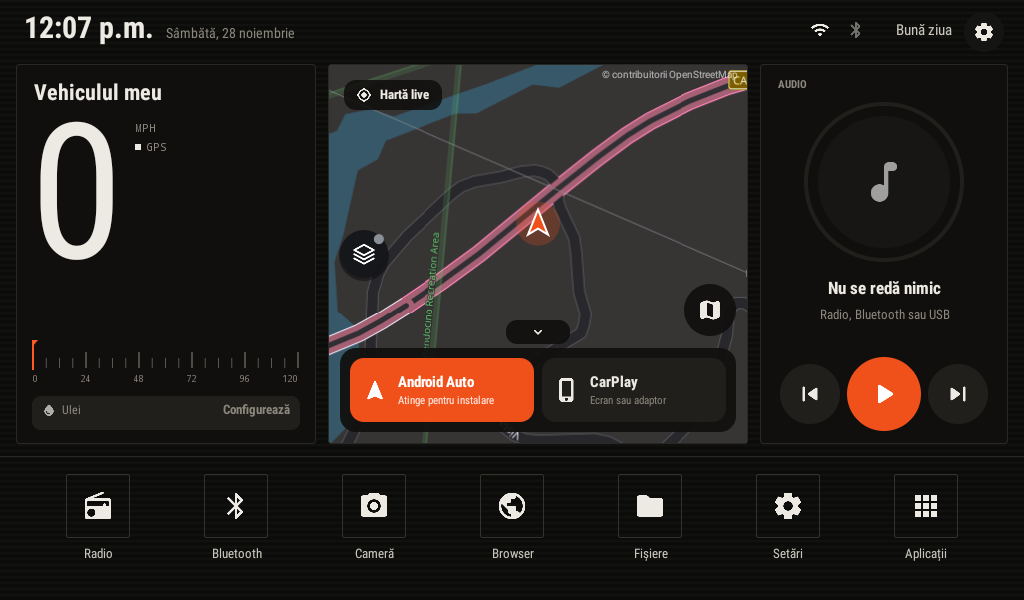 12:07 p.m.
Sâmbătă, 28 noiembrie
Bună ziua
Vehiculul meu
0
MPH
GPS
0 24 48 72 96 120
Ulei
Configurează
© contribuitorii OpenStreetMap
CA
Hartă live
Recreation Area
Android Auto
Atinge pentru instalare
CarPlay
Ecran sau adaptor
AUDIO
Nu se redă nimic
Radio, Bluetooth sau USB
Radio
Bluetooth
Cameră
Browser
Fișiere
Setări
Aplicații